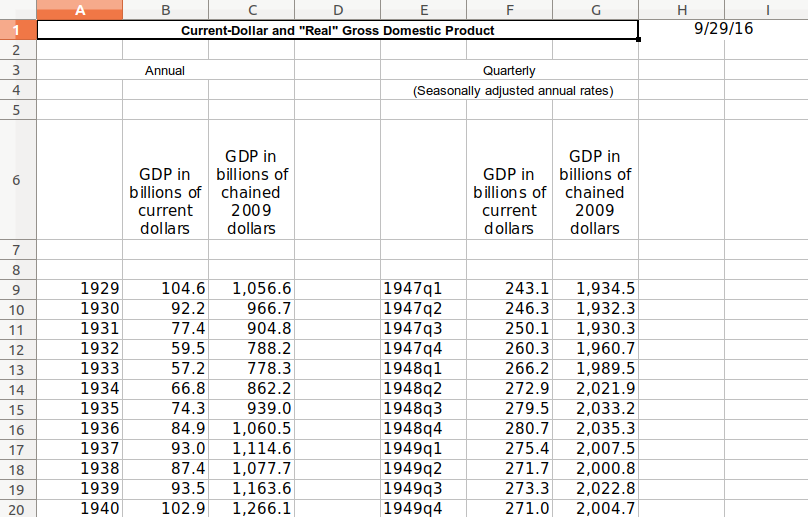 A B C D E F G H I
1 Current-Dollar and "Real" Gross Domestic Product 9/29/16
2
3 Annual Quarterly
4 (Seasonally adjusted annual rates)
5
6 GDP in billions of current dollars GDP in billions of chained 2009 dollars GDP in billions of current dollars GDP in billions of chained 2009 dollars
7
8
9 1929 104.6 1,056.6 1947q1 243.1 1,934.5
10 1930 92.2 966.7 1947q2 246.3 1,932.3
11 1931 77.4 904.8 1947q3 250.1 1,930.3
12 1932 59.5 788.2 1947q4 260.3 1,960.7
13 1933 57.2 778.3 1948q1 266.2 1,989.5
14 1934 66.8 862.2 1948q2 272.9 2,021.9
15 1935 74.3 939.0 1948q3 279.5 2,033.2
16 1936 84.9 1,060.5 1948q4 280.7 2,035.3
17 1937 93.0 1,114.6 1949q1 275.4 2,007.5
18 1938 87.4 1,077.7 1949q2 271.7 2,000.8
19 1939 93.5 1,163.6 1949q3 273.3 2,022.8
20 1940 102.9 1,266.1 1949q4 271.0 2,004.7